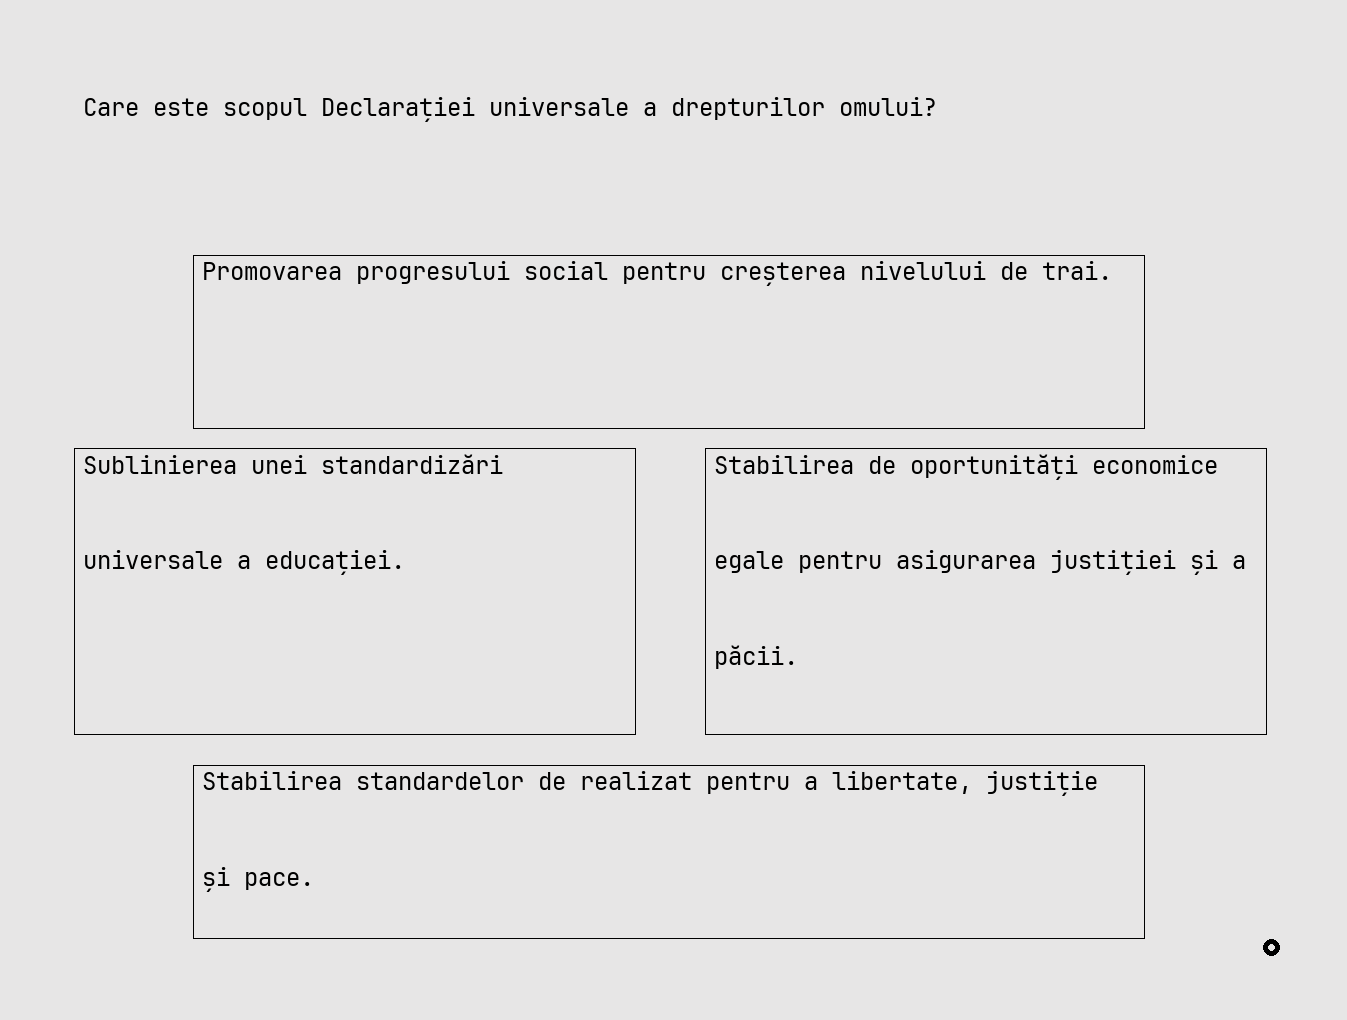 Care este scopul Declarației universale a drepturilor omului?
Promovarea progresului social pentru creșterea nivelului de trai.
Sublinierea unei standardizări
universale a educației.
Stabilirea de oportunități economice
egale pentru asigurarea justiției și a
păcii.
Stabilirea standardelor de realizat pentru a libertate, justiție
și pace.